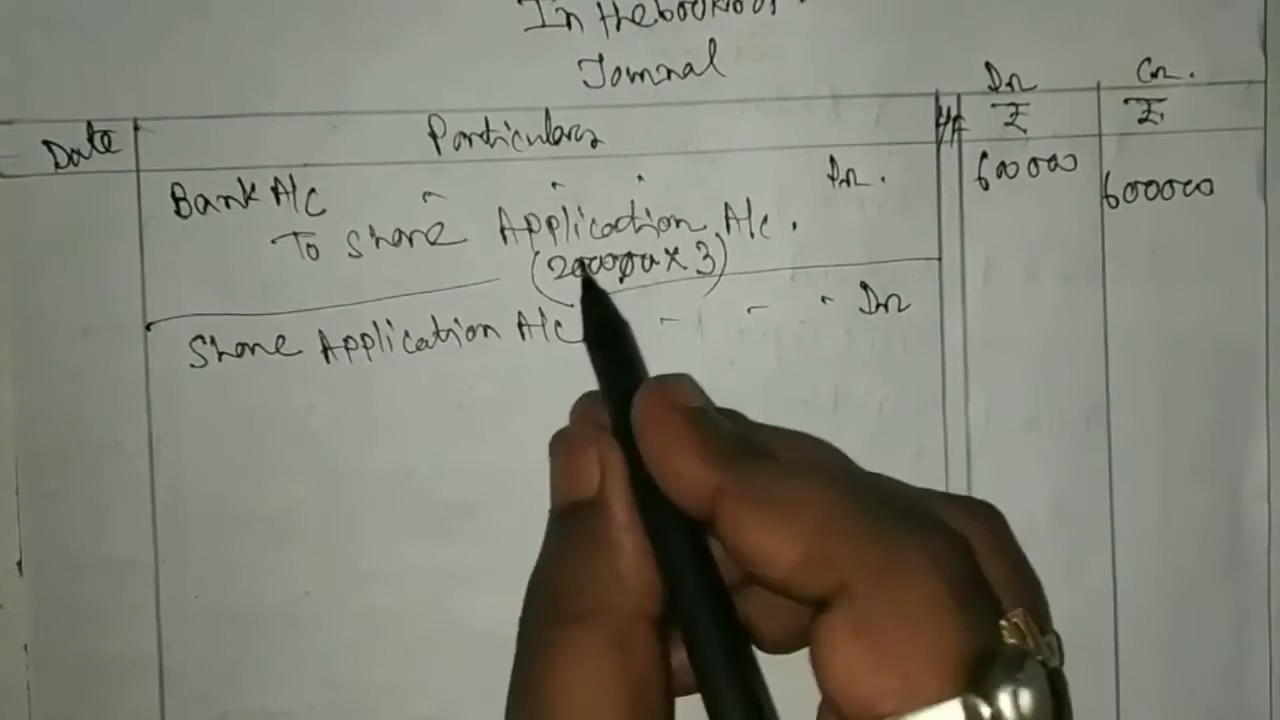 In the books of
Journal
Date Particulars L/F Dr ₹ Cr. ₹
Bank A/c Dr. 600000
To Share Application A/c. 600000
(200000 x 3)
Share Application A/c Dr